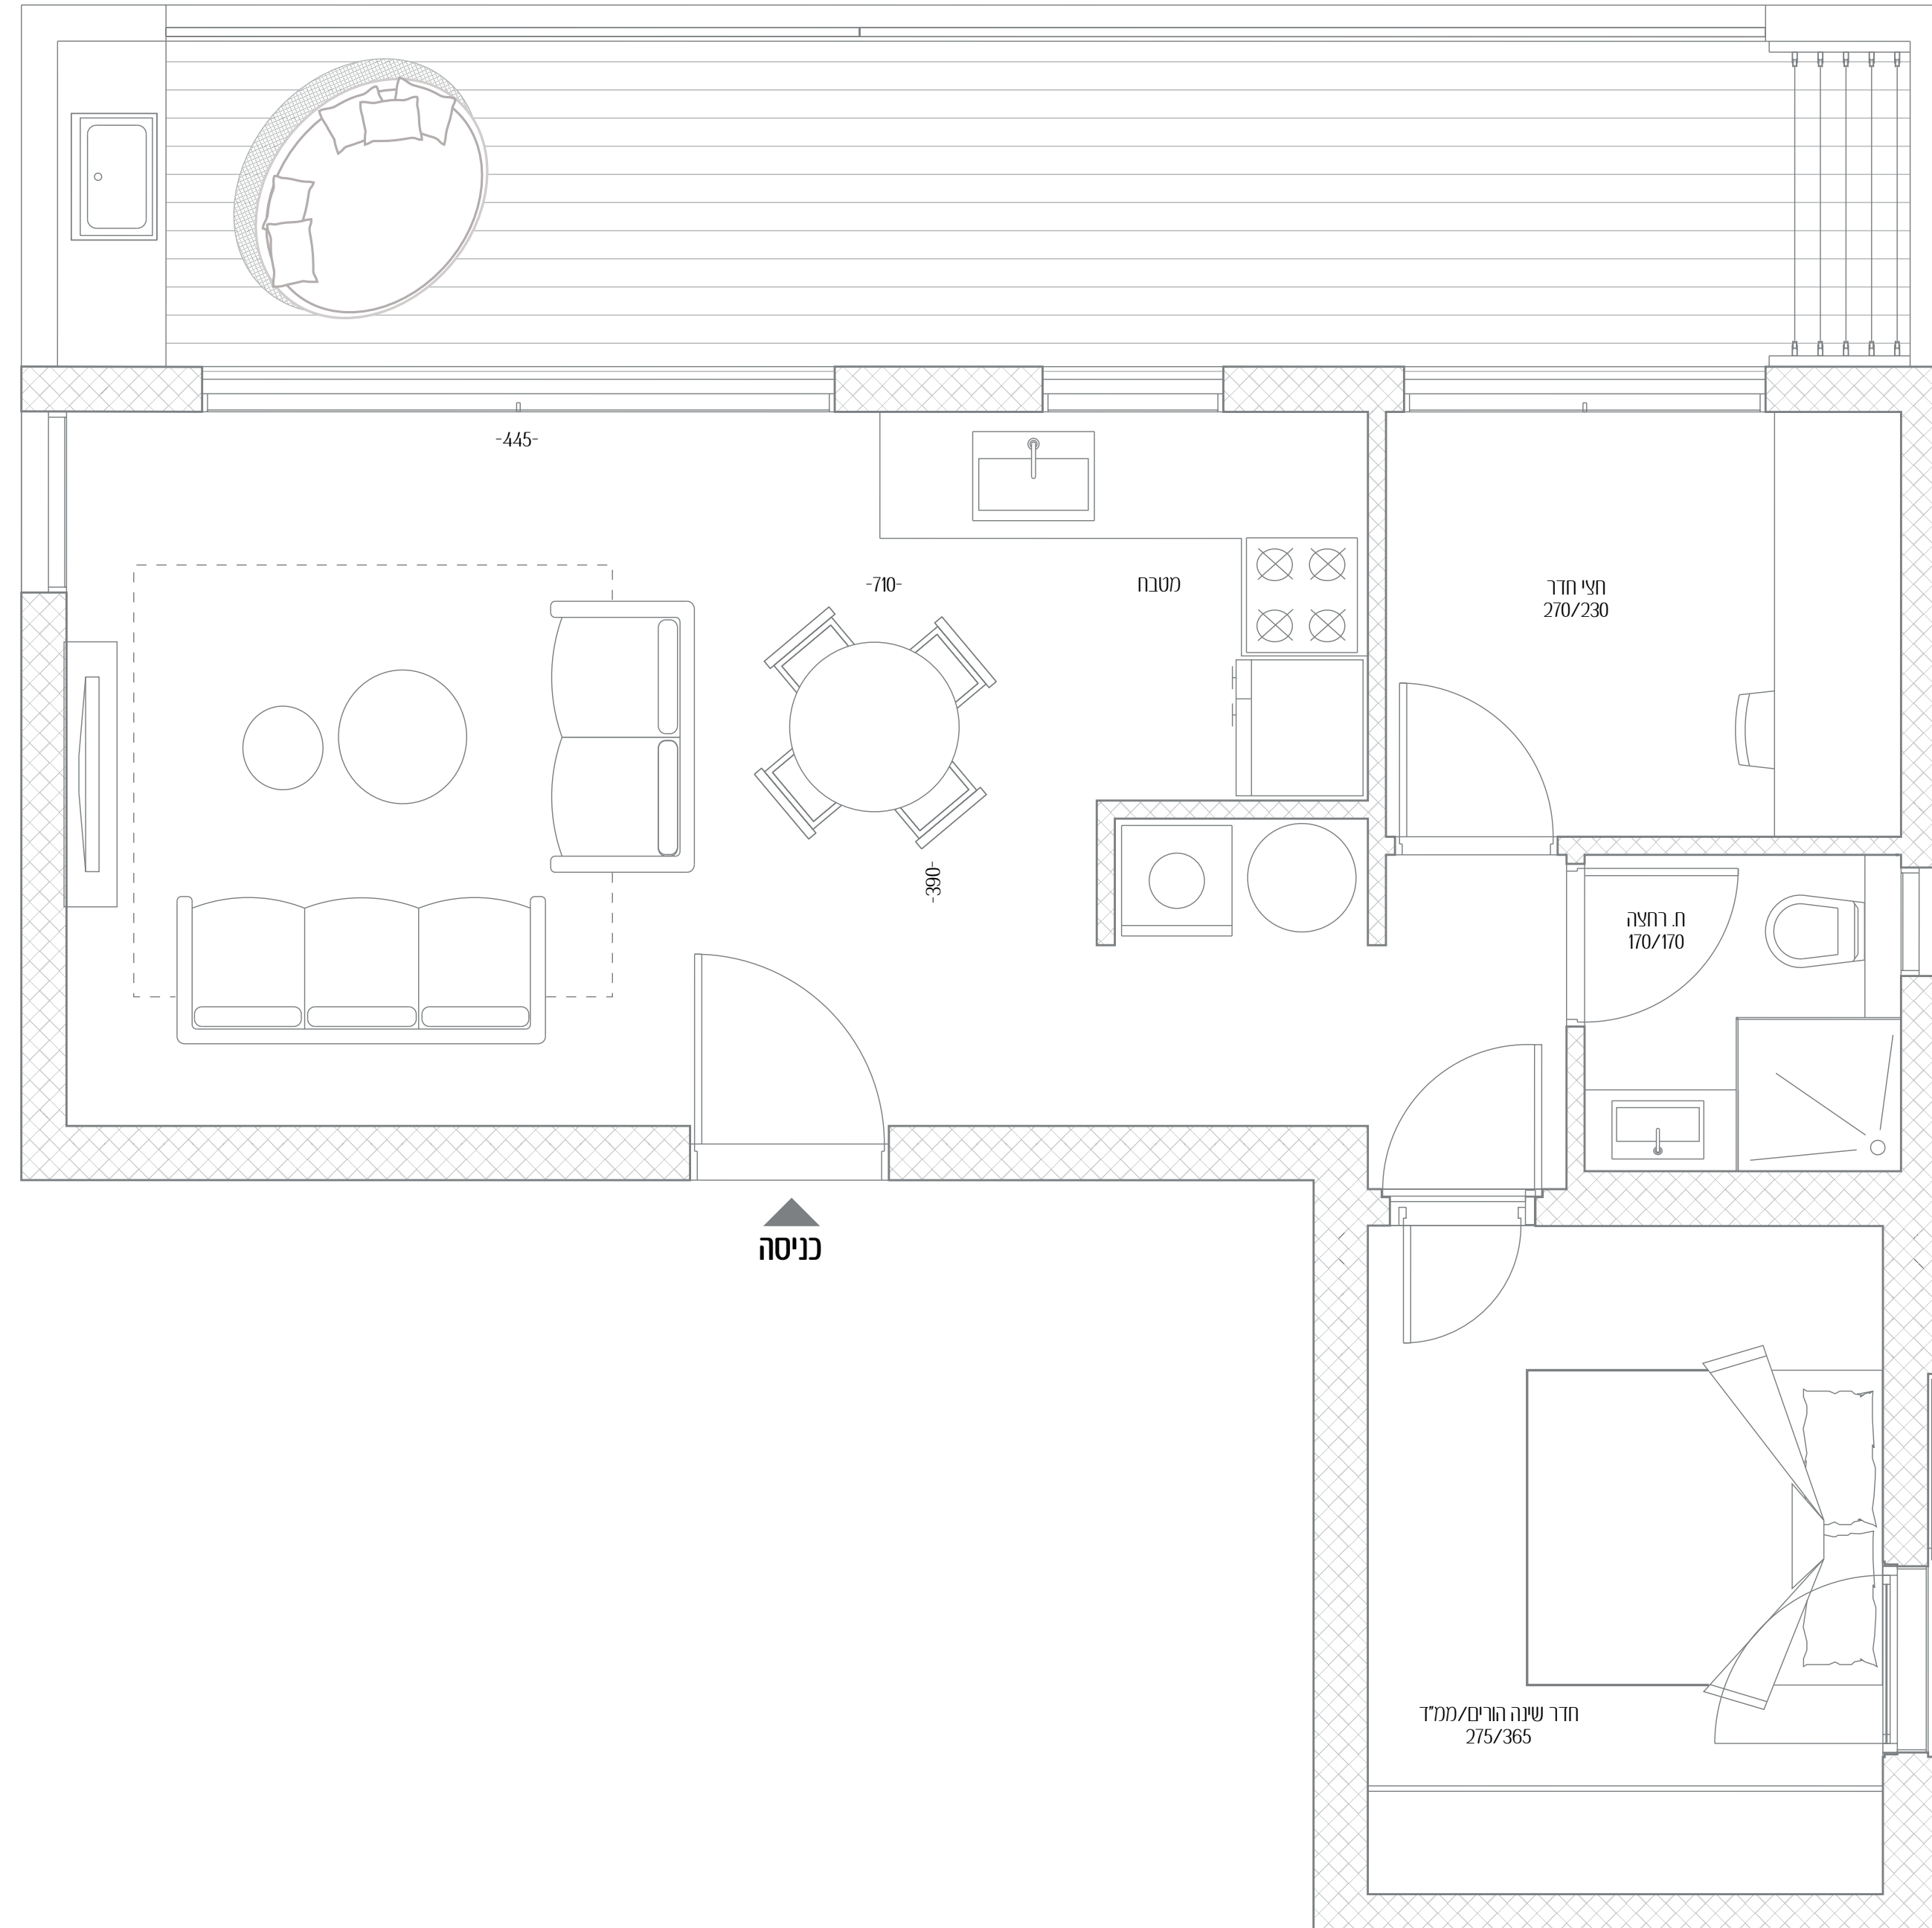 -445-
-710-
מטבח
חצי חדר
270/230
-390-
ח. רחצה
170/170
כניסה
חדר שינה הורים/ממ"ד
275/365